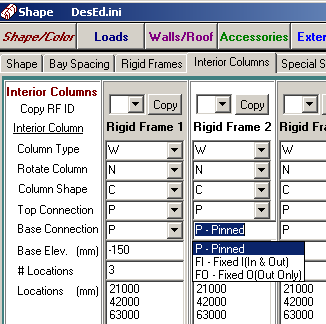 Shape DesEd.ini
Shape/Color Loads Walls/Roof Accessories Exte
Shape Bay Spacing Rigid Frames Interior Columns Special S
Interior Columns
Copy RF ID Copy Copy
Interior Column Rigid Frame 1 Rigid Frame 2 Rigid Fra
Column Type W W W
Rotate Column N N N
Column Shape C C C
Top Connection P P P
Base Connection P P - Pinned P
Base Elev. (mm) -150 P - Pinned
FI - Fixed I(In & Out)
# Locations 3 FO - Fixed O(Out Only)
Locations (mm) 21000 21000 21000
42000 42000 42000
63000 63000 63000